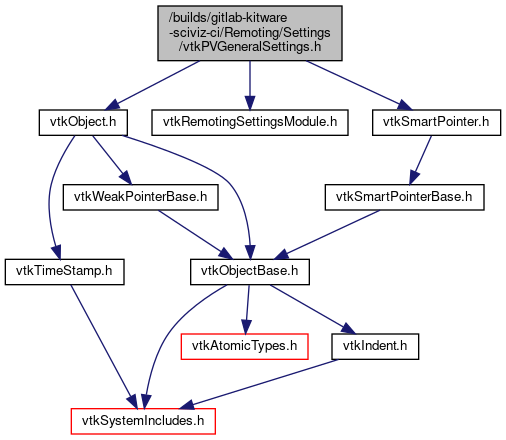 /builds/gitlab-kitware
-sciviz-ci/Remoting/Settings
/vtkPVGeneralSettings.h
vtkObject.h
vtkRemotingSettingsModule.h
vtkSmartPointer.h
vtkWeakPointerBase.h
vtkSmartPointerBase.h
vtkTimeStamp.h
vtkObjectBase.h
vtkAtomicTypes.h
vtkIndent.h
vtkSystemIncludes.h